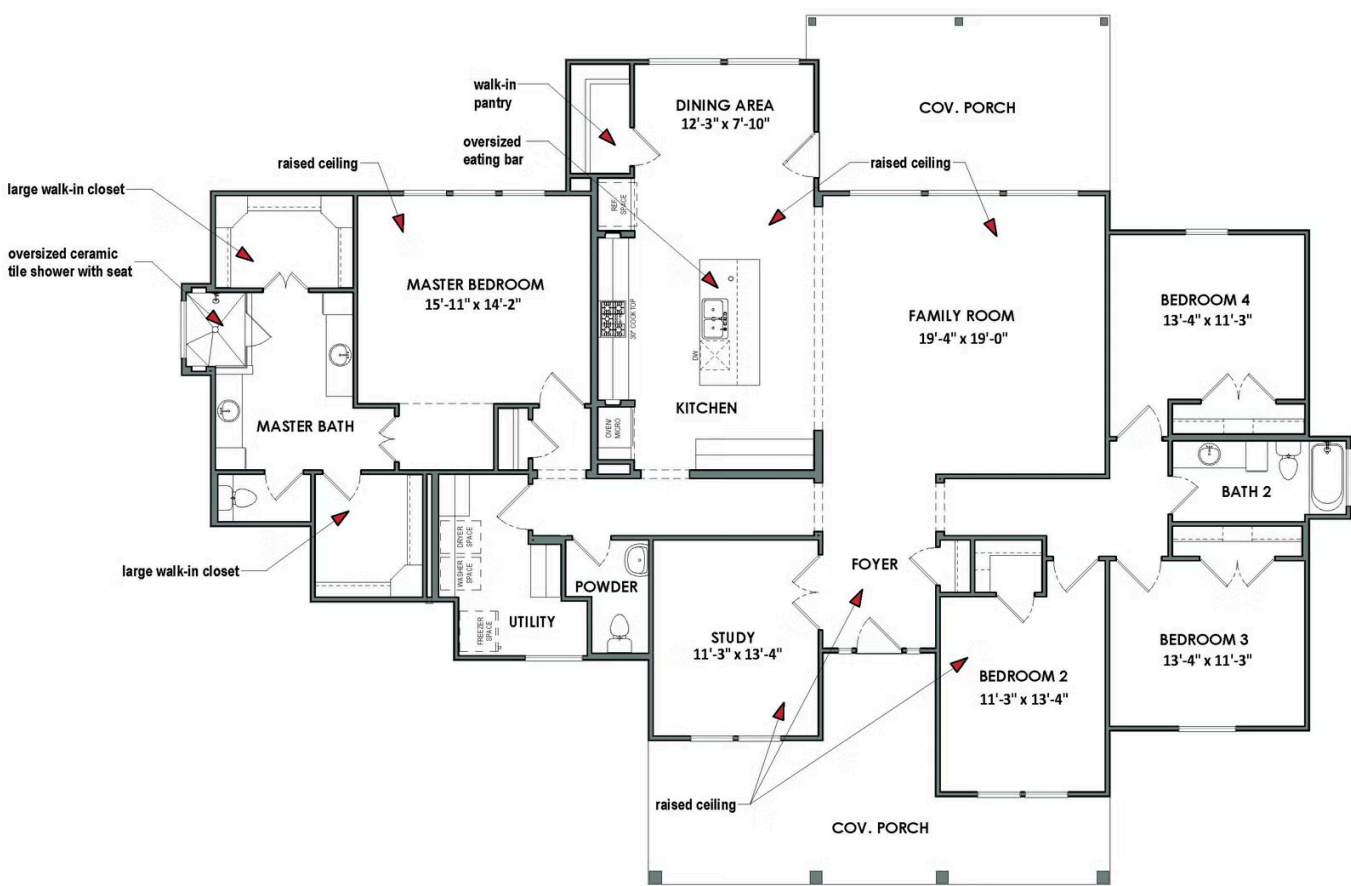 COV. PORCH
walk-in
pantry
DINING AREA
12'-3" x 7'-10"
oversized
eating bar
raised ceiling
raised ceiling
large walk-in closet
REF.
SPACE
oversized ceramic
tile shower with seat
MASTER BEDROOM
15'-11" x 14'-2"
30" COOK TOP
DW
FAMILY ROOM
19'-4" x 19'-0"
BEDROOM 4
13'-4" x 11'-3"
KITCHEN
OVEN/
MICRO
MASTER BATH
BATH 2
DRYER
SPACE
WASHER
SPACE
large walk-in closet
POWDER
FOYER
FREEZER
SPACE
UTILITY
STUDY
11'-3" x 13'-4"
BEDROOM 3
13'-4" x 11'-3"
BEDROOM 2
11'-3" x 13'-4"
raised ceiling
COV. PORCH